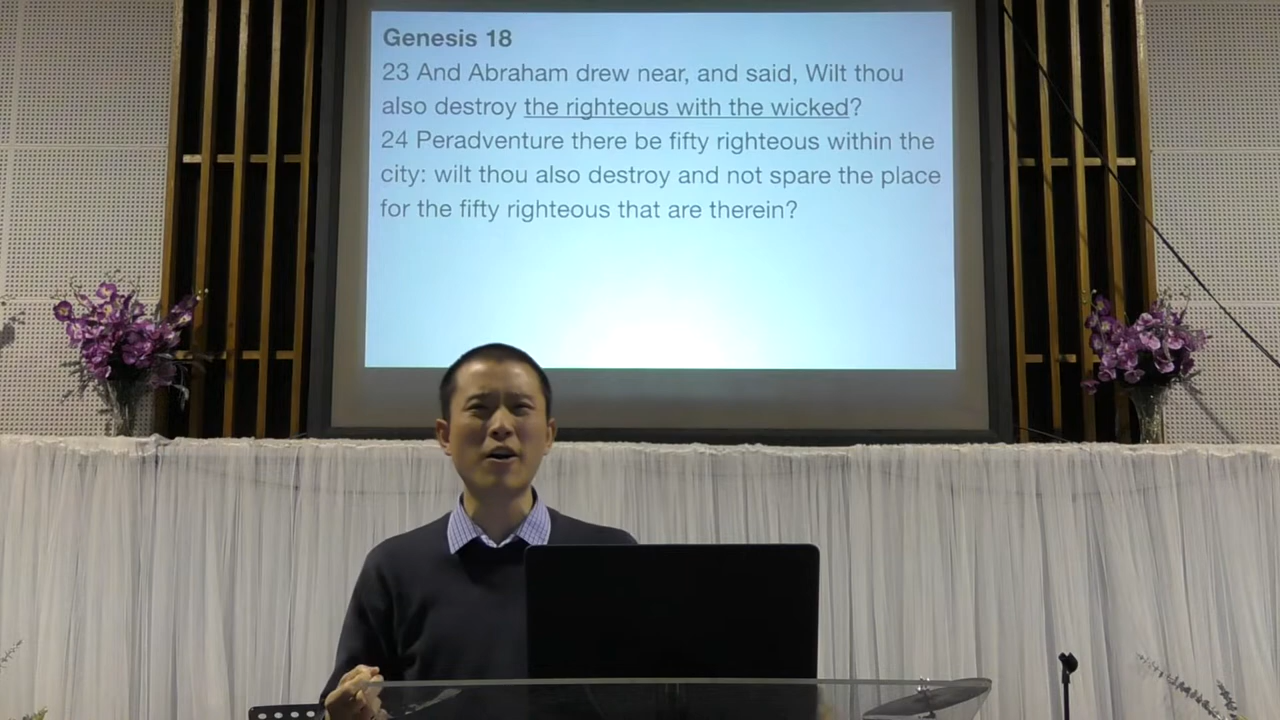 Genesis 18
23 And Abraham drew near, and said, Wilt thou
also destroy the righteous with the wicked?
24 Peradventure there be fifty righteous within the
city: wilt thou also destroy and not spare the place
for the fifty righteous that are therein?